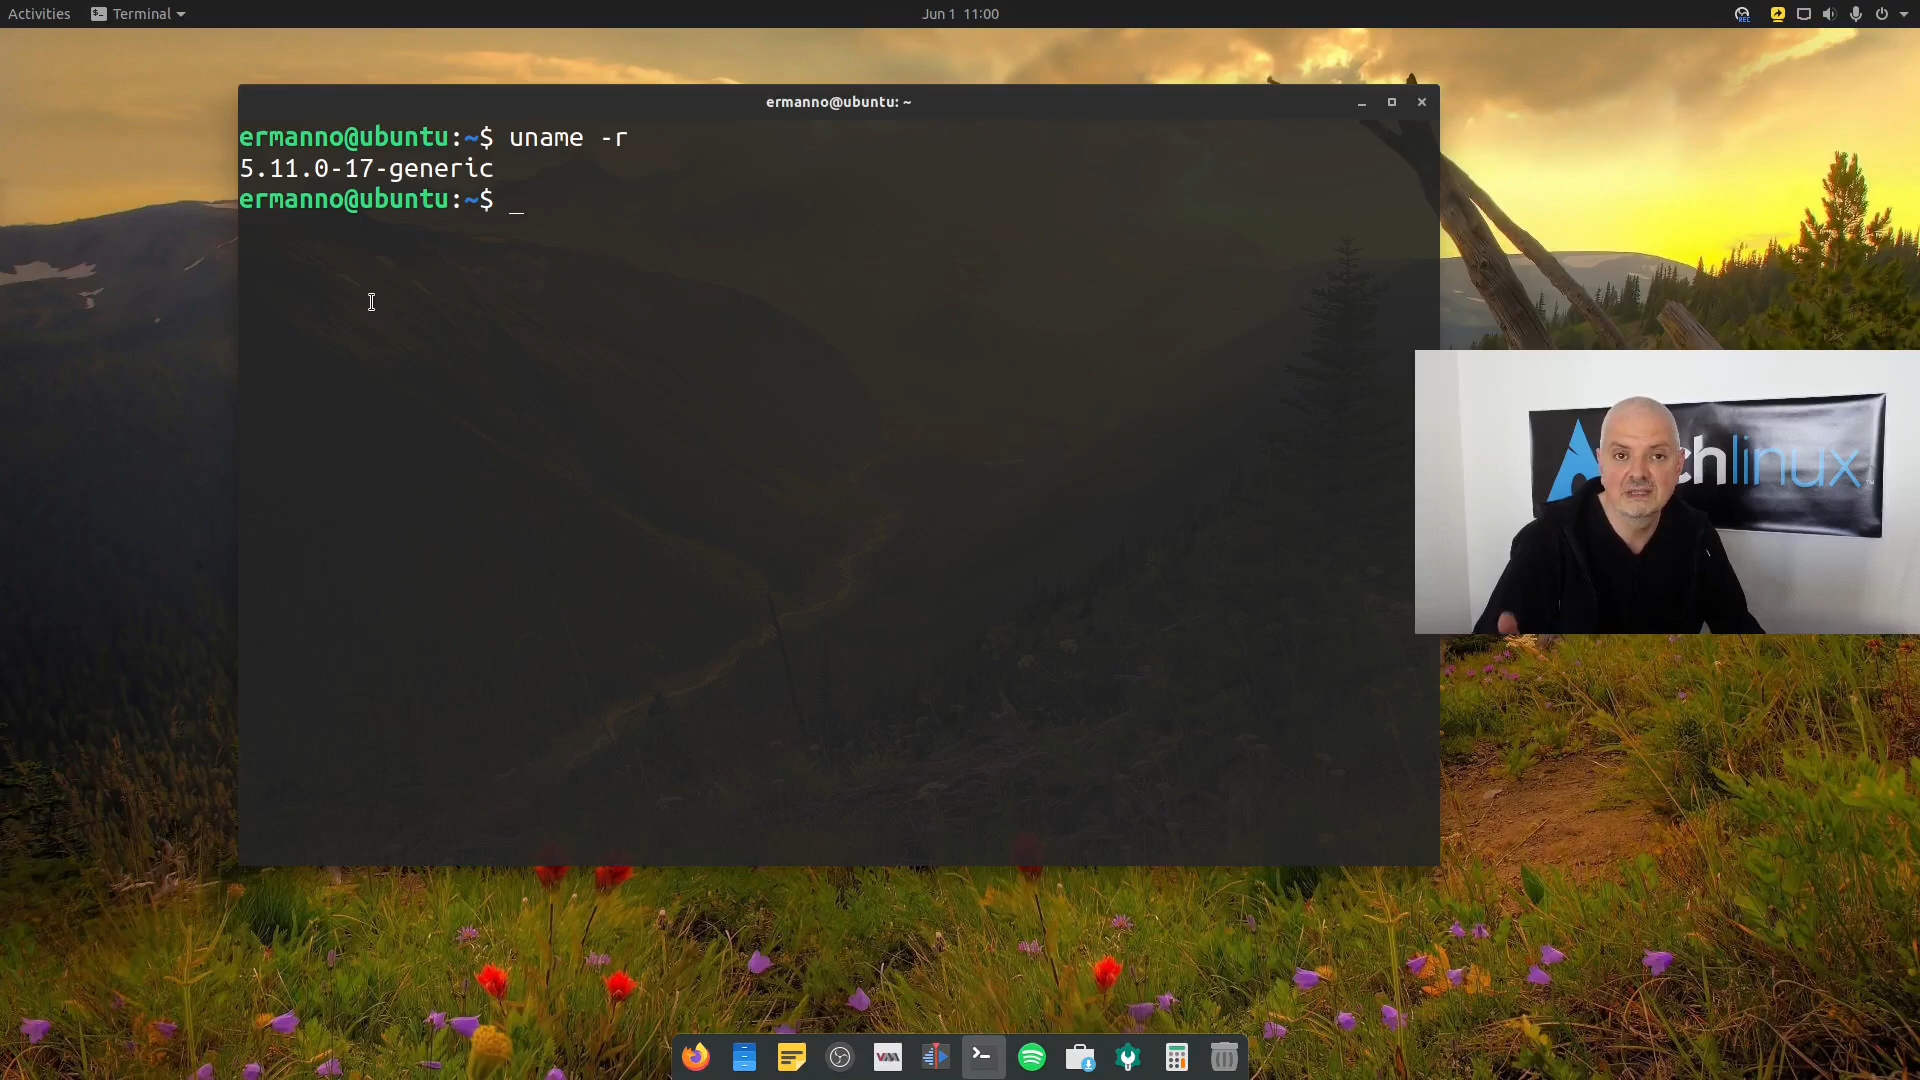 Activities
Terminal
Jun 1 11:00
REC
ermanno@ubuntu: ~
ermanno@ubuntu:~$ uname -r
5.11.0-17-generic
ermanno@ubuntu:~$ _
chlinux